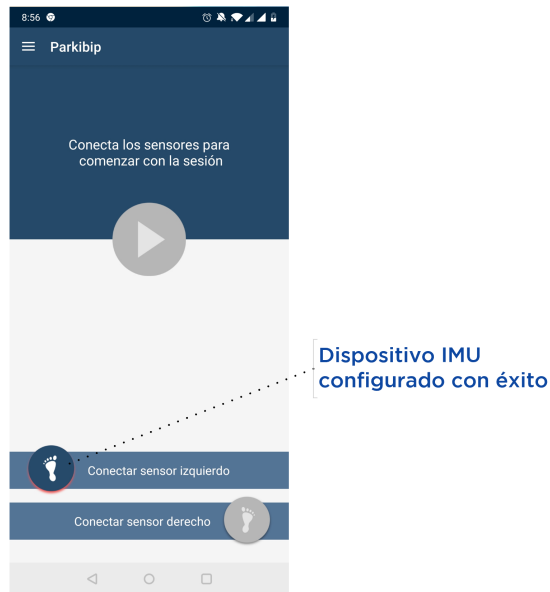 8:56
Parkibip
Conecta los sensores para
comenzar con la sesión
Dispositivo IMU
configurado con éxito
Conectar sensor izquierdo
Conectar sensor derecho